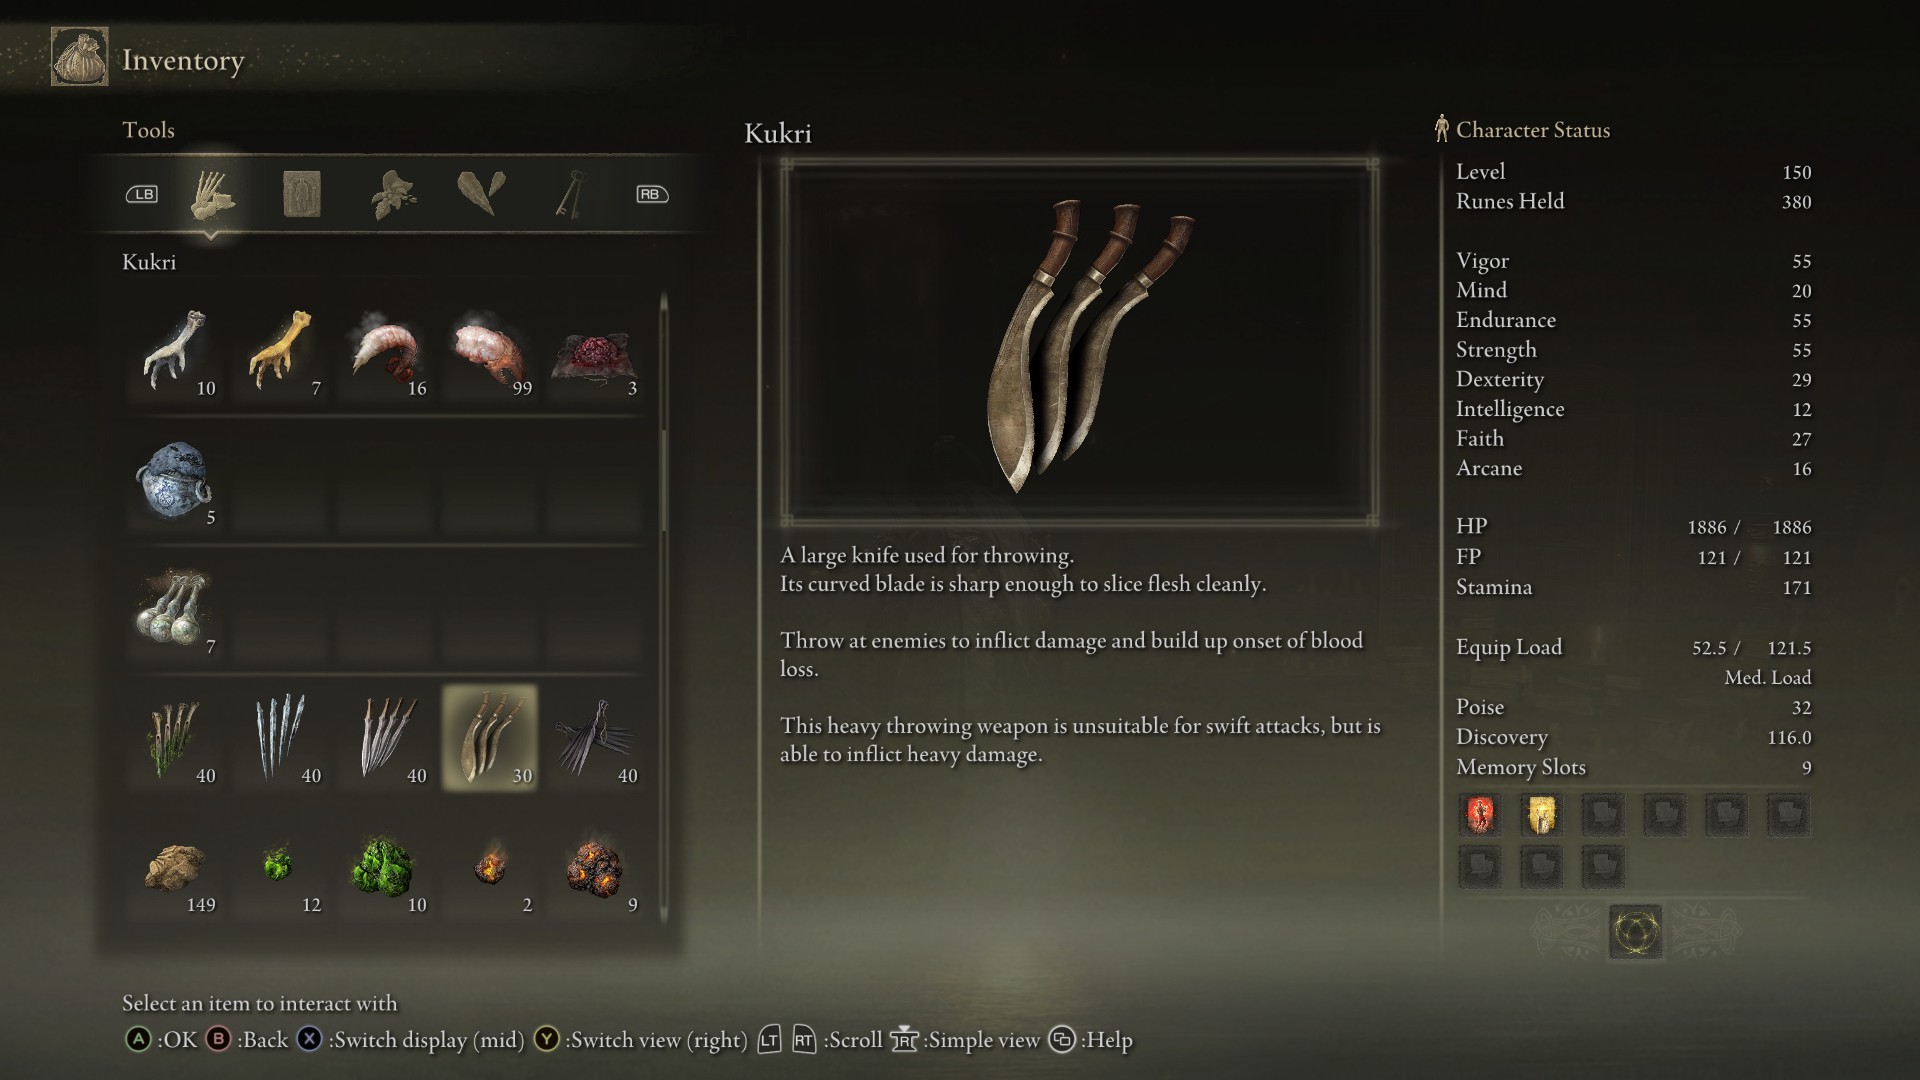 Inventory
Tools
LB
RB
Kukri
10
7
16
99
3
5
7
40
40
40
30
40
149
12
10
2
9
Kukri
A large knife used for throwing.
Its curved blade is sharp enough to slice flesh cleanly.
Throw at enemies to inflict damage and build up onset of blood
loss.
This heavy throwing weapon is unsuitable for swift attacks, but is
able to inflict heavy damage.
Character Status
Level 150
Runes Held 380
Vigor 55
Mind 20
Endurance 55
Strength 55
Dexterity 29
Intelligence 12
Faith 27
Arcane 16
HP 1886 / 1886
FP 121 / 121
Stamina 171
Equip Load 52.5 / 121.5
Med. Load
Poise 32
Discovery 116.0
Memory Slots 9
Select an item to interact with
A :OK B :Back X :Switch display (mid) Y :Switch view (right) LT RT :Scroll R :Simple view :Help